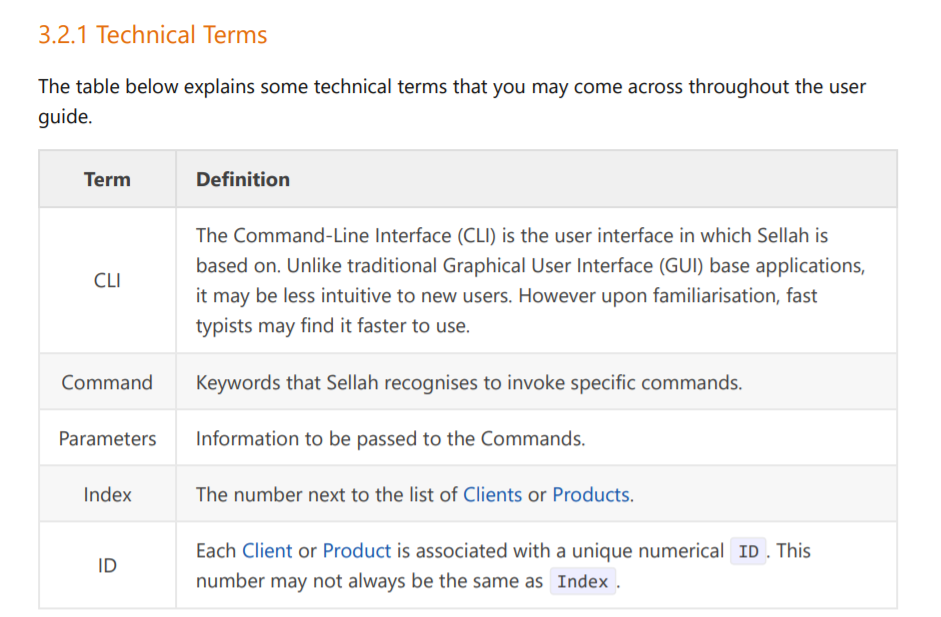 3.2.1 Technical Terms
The table below explains some technical terms that you may come across throughout the user
guide.
Term Definition
CLI
The Command-Line Interface (CLI) is the user interface in which Sellah is
based on. Unlike traditional Graphical User Interface (GUI) base applications,
it may be less intuitive to new users. However upon familiarisation, fast
typists may find it faster to use.
Command Keywords that Sellah recognises to invoke specific commands.
Parameters Information to be passed to the Commands.
Index The number next to the list of Clients or Products.
ID
Each Client or Product is associated with a unique numerical ID . This
number may not always be the same as Index .